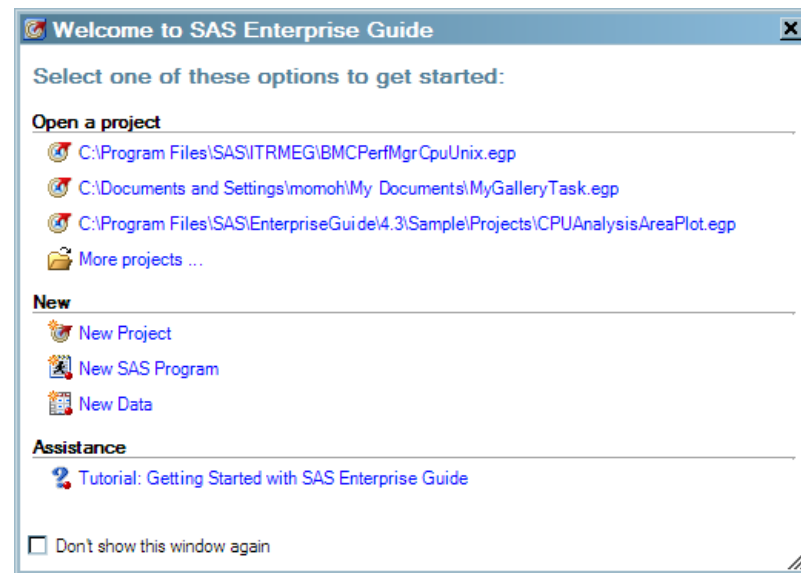 Welcome to SAS Enterprise Guide
Select one of these options to get started:
Open a project
C:\Program Files\SAS\ITRMEG\BMCPerfMgrCpuUnix.egp
C:\Documents and Settings\momoh\My Documents\MyGalleryTask.egp
C:\Program Files\SAS\EnterpriseGuide\4.3\Sample\Projects\CPUAnalysisAreaPlot.egp
More projects ...
New
New Project
New SAS Program
New Data
Assistance
Tutorial: Getting Started with SAS Enterprise Guide
Don't show this window again